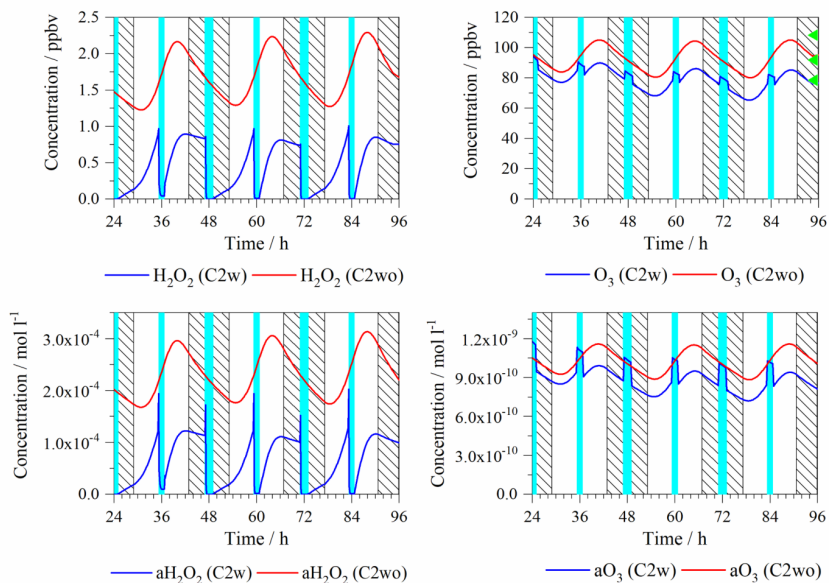 Concentration / ppbv
2.5
2.0
1.5
1.0
0.5
0.0
24 36 48 60 72 84 96
Time / h
H₂O₂ (C2w) H₂O₂ (C2wo)
Concentration / ppbv
120
100
80
60
40
20
0
24 36 48 60 72 84 96
Time / h
O₃ (C2w) O₃ (C2wo)
Concentration / mol l⁻¹
3.0x10⁻⁴
2.0x10⁻⁴
1.0x10⁻⁴
0.0
24 36 48 60 72 84 96
Time / h
aH₂O₂ (C2w) aH₂O₂ (C2wo)
Concentration / mol l⁻¹
1.2x10⁻⁹
9.0x10⁻¹⁰
6.0x10⁻¹⁰
3.0x10⁻¹⁰
0.0
24 36 48 60 72 84 96
Time / h
aO₃ (C2w) aO₃ (C2wo)